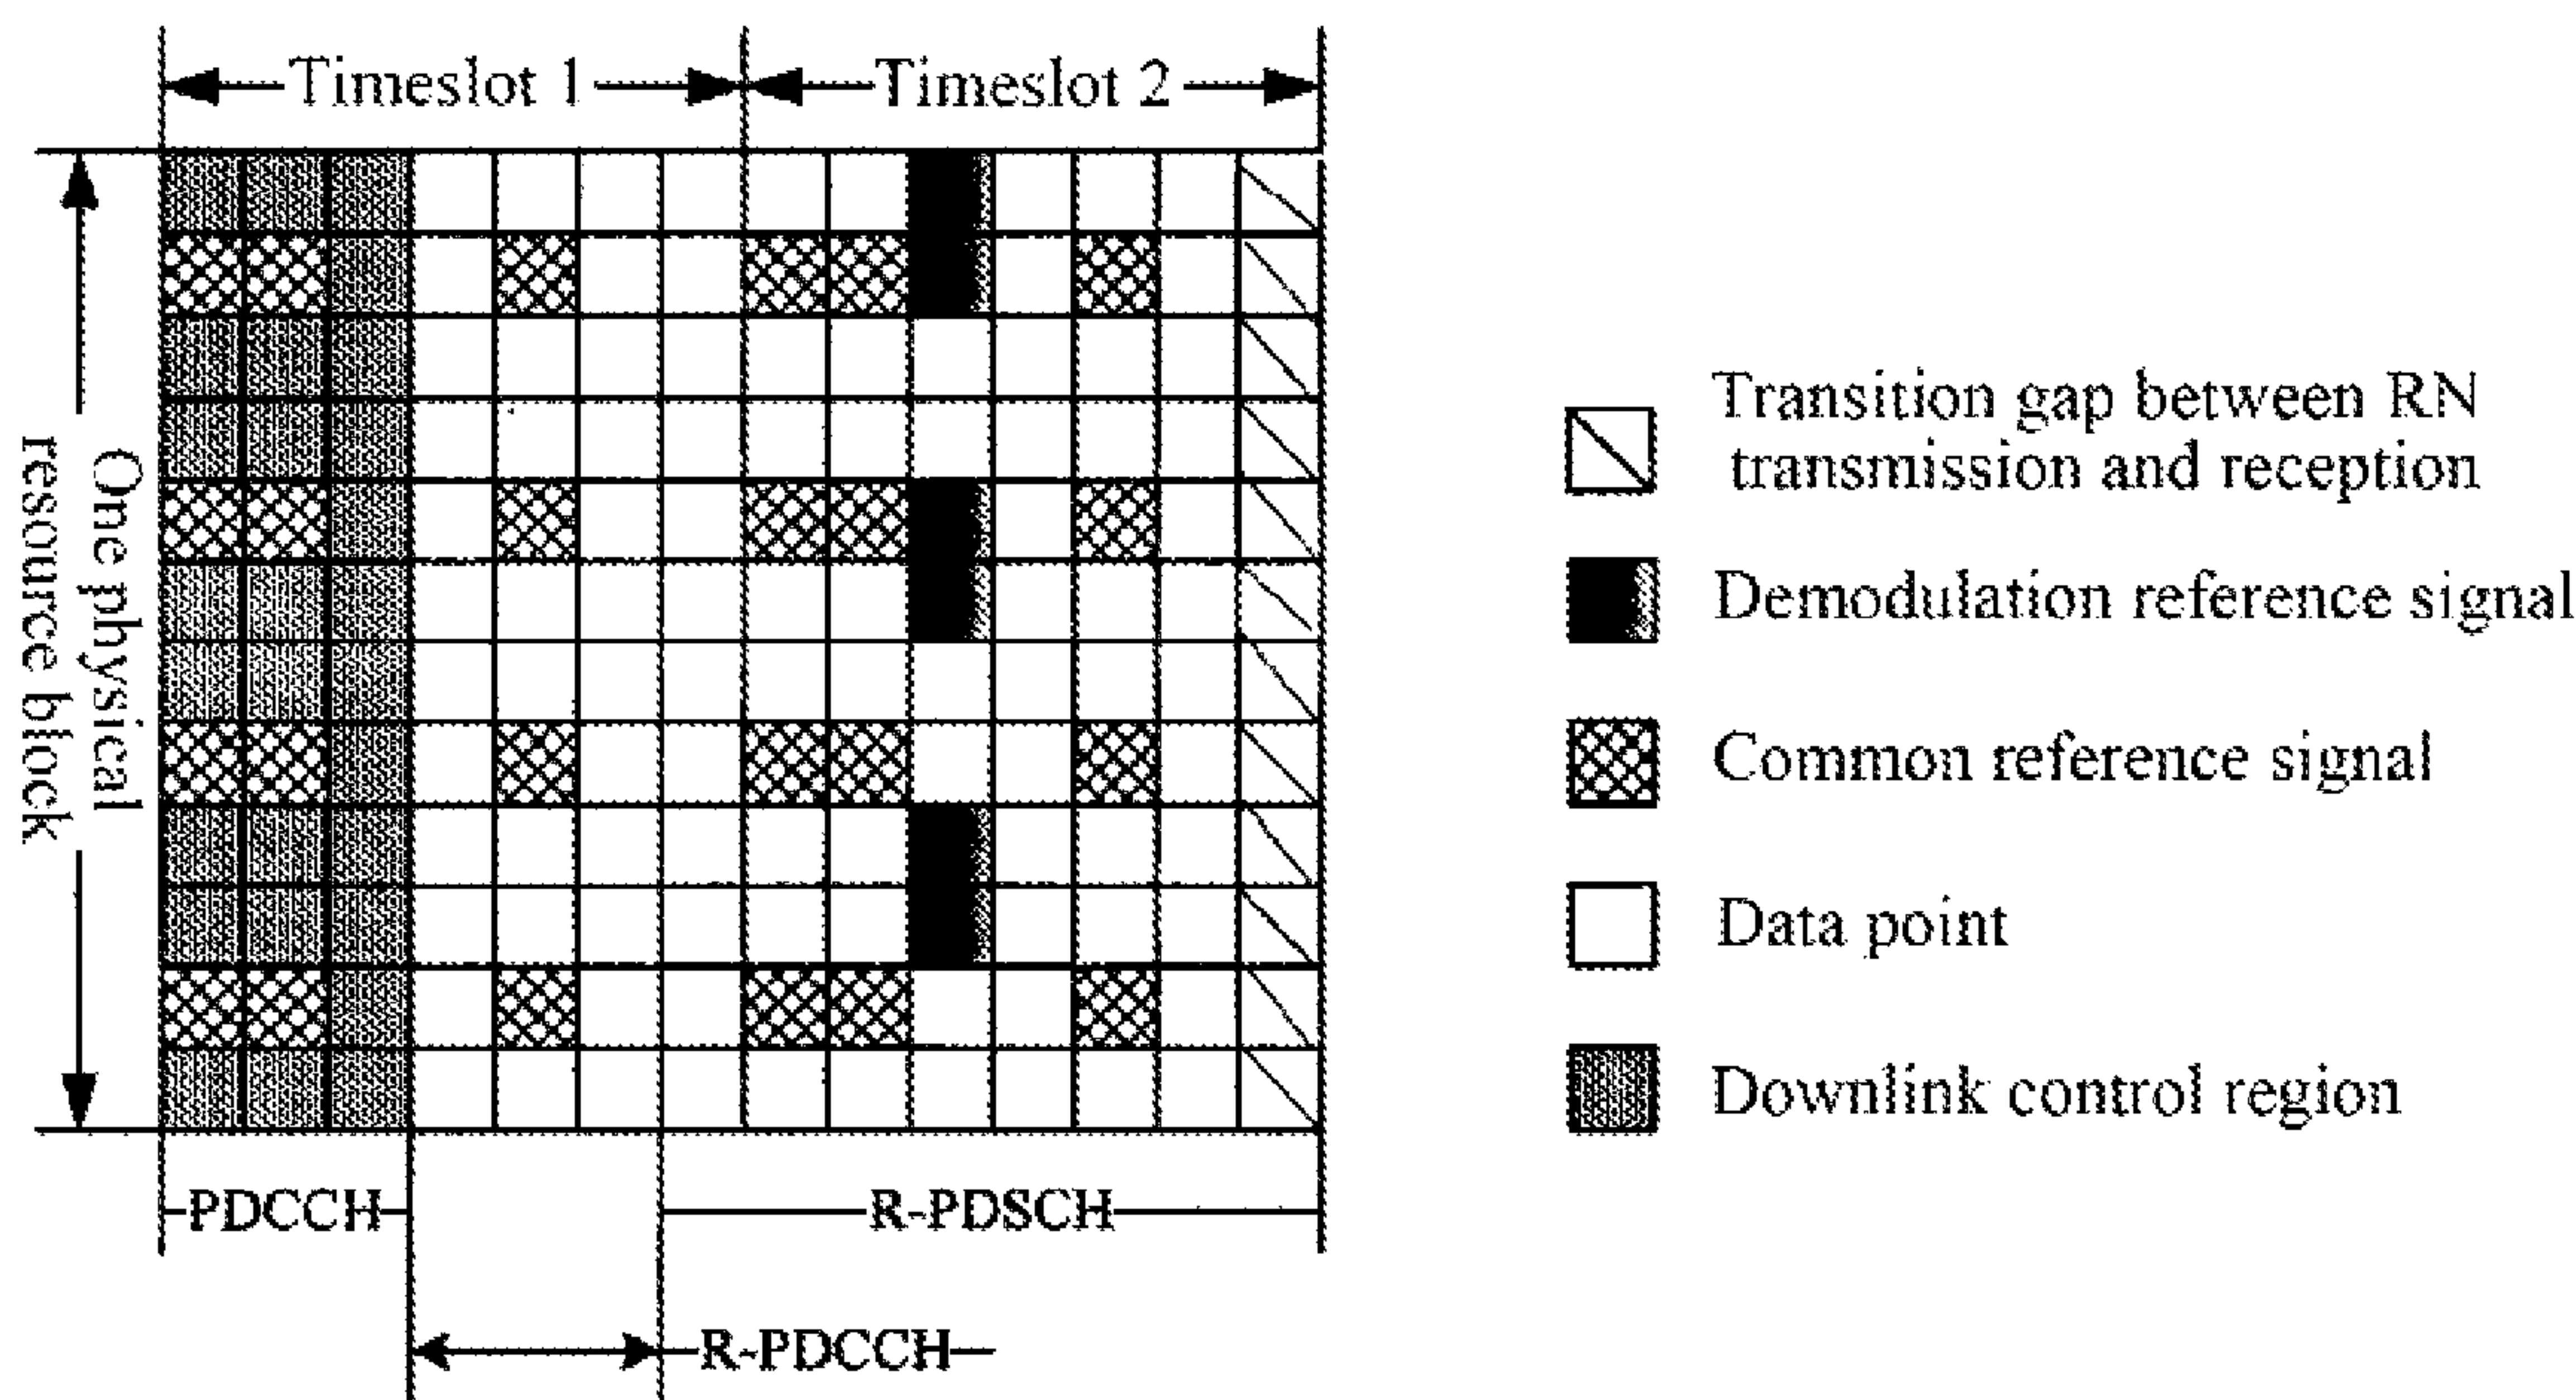 Timeslot 1
Timeslot 2
One physical
resource block
Transition gap between RN
transmission and reception
Demodulation reference signal
Common reference signal
Data point
Downlink control region
PDCCH
R-PDSCH
R-PDCCH